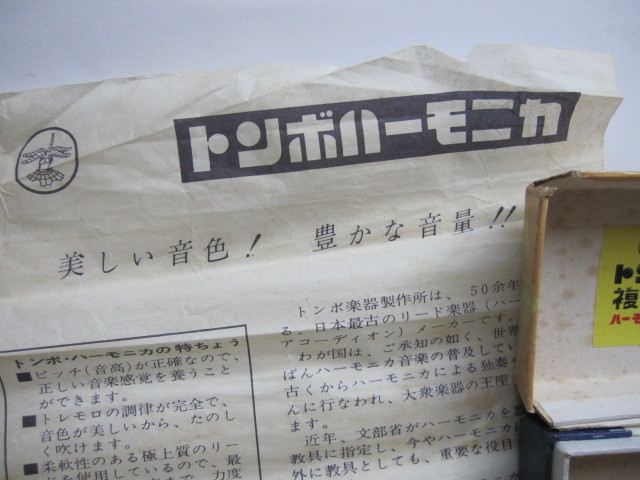 トンボハーモニカ
美しい音色! 豊かな音量!!
トンボ・ハーモニカの特ちょう
■ピッチ(音高)が正確なので、
正しい音楽感覚を養うこと
ができます。
■トレモロの調律が完全で、
音色が美しいから、たのし
く吹けます。
■柔軟性のある極上質のリー
を使用しているので、最
トンボ楽器製作所は、50余年
る、日本最古のリード楽器(ハー
アコーディオン)メーカーです。
わが国は、ご承知の如く、世界
ばんハーモニカ音楽の普及してい
古くからハーモニカによる独奏
んに行なわれ、大衆楽器の王座
ます。
近年、文部省がハーモニカを
教具に指定し、今やハーモニカ
外に教具としても、重要な役目
ト
複
ハーモ